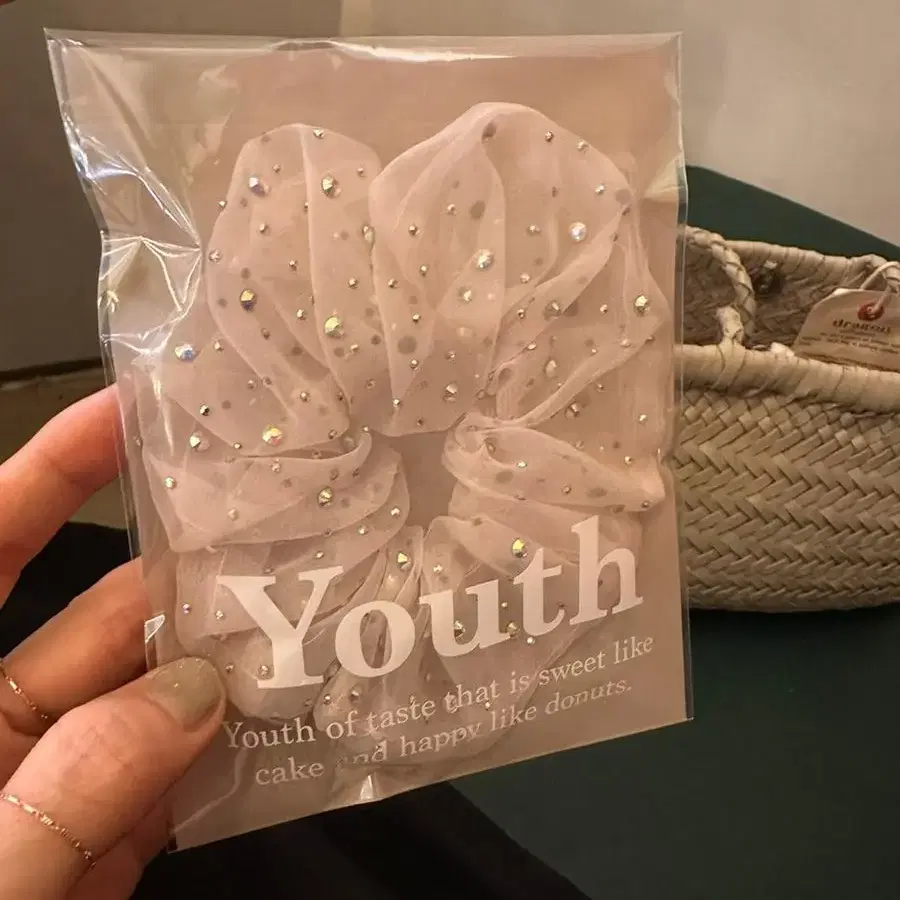 Youth
Youth of taste that is sweet like
cake and happy like donuts.